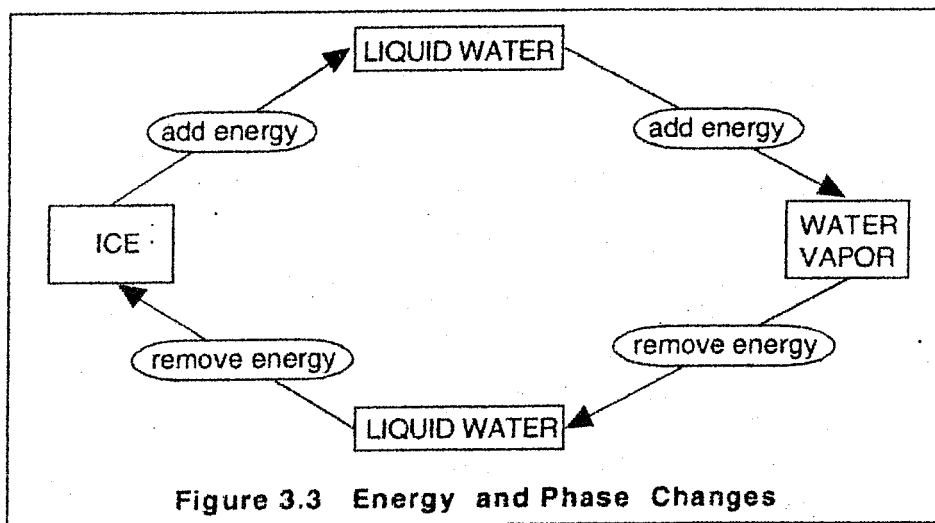 LIQUID WATER
add energy
add energy
ICE
WATER
VAPOR
remove energy
remove energy
LIQUID WATER
Figure 3.3 Energy and Phase Changes